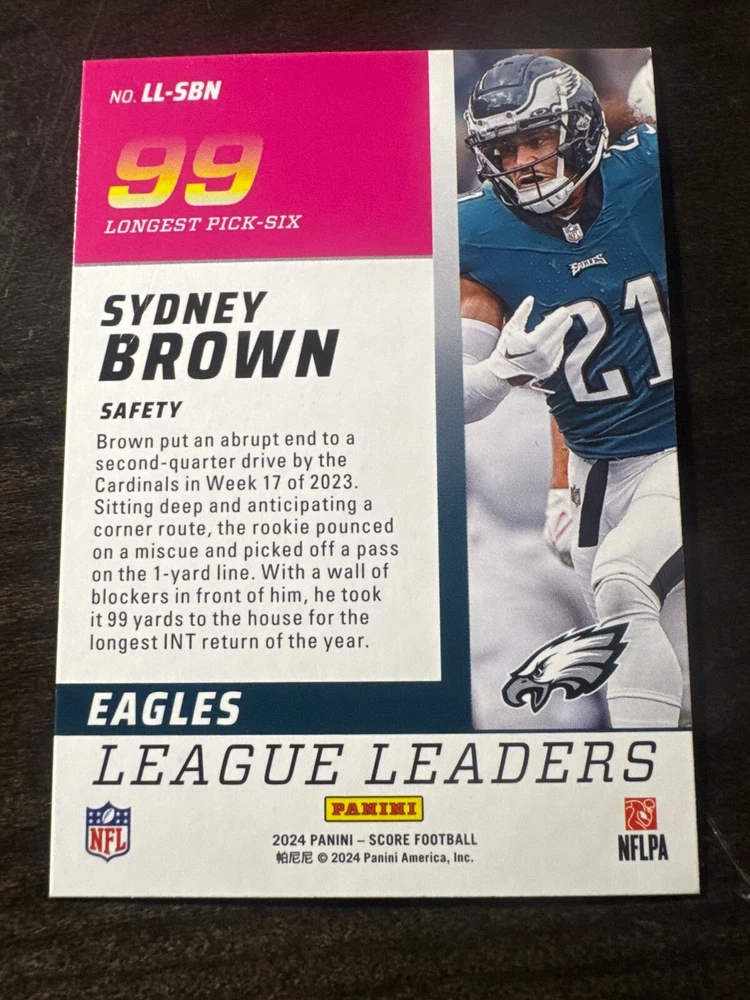 NO. LL-SBN
99
LONGEST PICK-SIX
SYDNEY
BROWN
SAFETY
Brown put an abrupt end to a
second-quarter drive by the
Cardinals in Week 17 of 2023.
Sitting deep and anticipating a
corner route, the rookie pounced
on a miscue and picked off a pass
on the 1-yard line. With a wall of
blockers in front of him, he took
it 99 yards to the house for the
longest INT return of the year.
21
EAGLES
21
EAGLES
LEAGUE LEADERS
NFL
PANINI
2024 PANINI – SCORE FOOTBALL
帕尼尼 © 2024 Panini America, Inc.
NFLPA